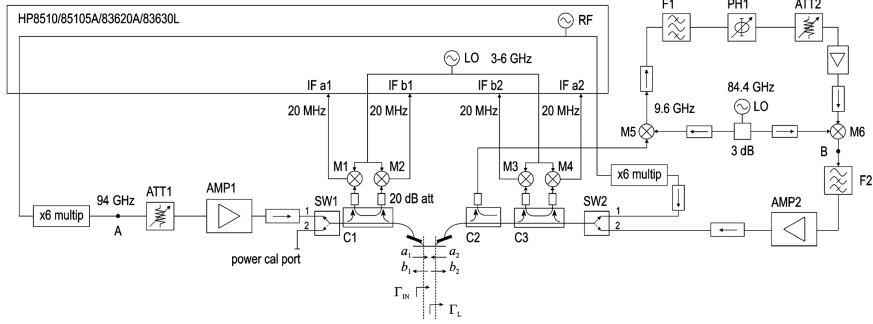 HP8510/85105A/83620A/83630L
RF
F1
PH1
ATT2
LO 3-6 GHz
IF a1
IF b1
IF b2
IF a2
84.4 GHz
LO
20 MHz
20 MHz
20 MHz
20 MHz
9.6 GHz
M5
M6
3 dB
B
M1
M2
M3
M4
x6 multip
F2
94 GHz
ATT1
AMP1
20 dB att
SW1
SW2
AMP2
x6 multip
A
1
2
1
2
C1
C2
C3
power cal port
a1
a2
b1
b2
ΓIN
ΓL